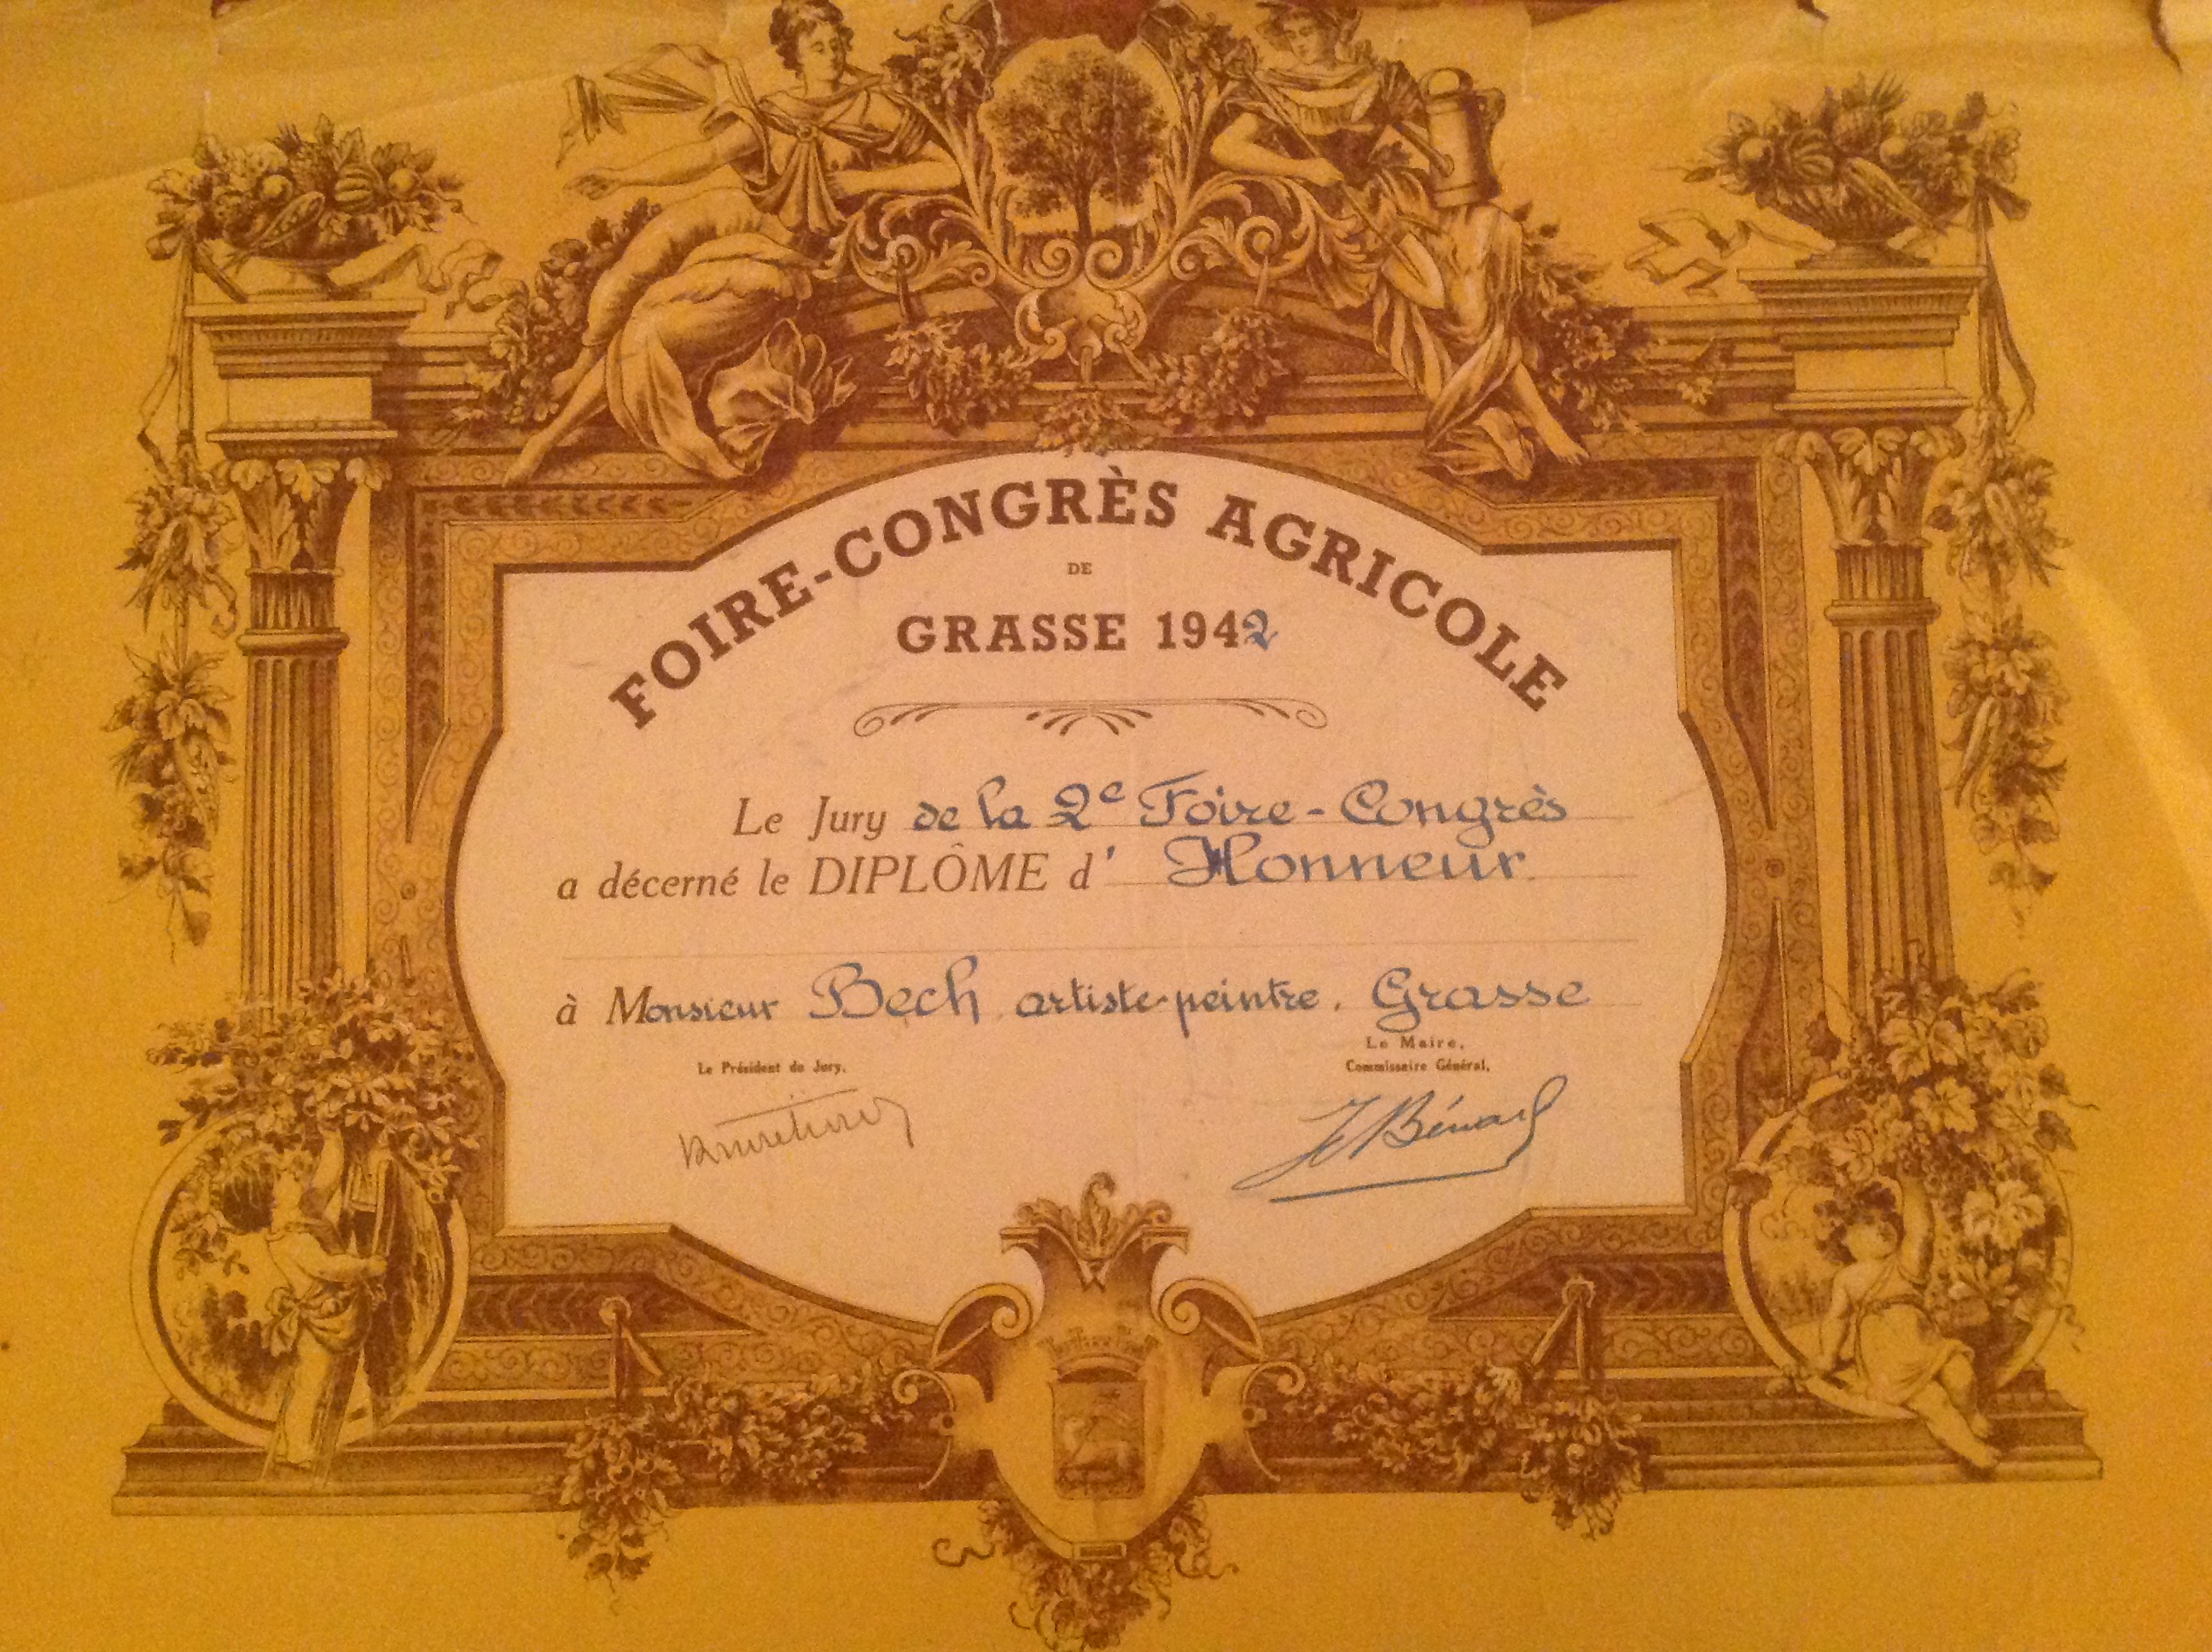 FOIRE-CONGRÈS AGRICOLE
DE
GRASSE 1942
Le Jury de la 2e Foire-Congrès
a décerné le DIPLÔME d' Honneur
à Monsieur Bech artiste-peintre. Grasse
Le Président du Jury,
Le Maire,
Commissaire Général,
Bénard